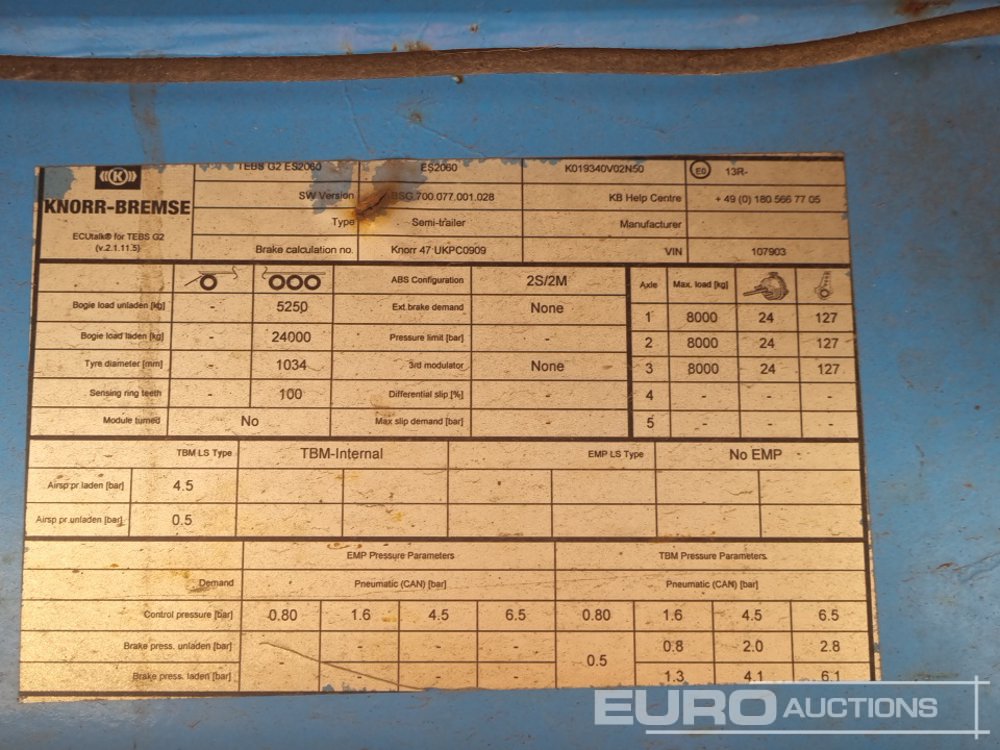 TEBS G2 ES2060 ES2060 K019340V02N50 E0 13R-
K
KNORR-BREMSE
ECUtalk® for TEBS G2
(v.2.1.11.5)
SW Version BSG.700.077.001.028 KB Help Centre + 49 (0) 180 566 77 05
Type Semi-trailer Manufacturer
Brake calculation no. Knorr 47 UKPC0909 VIN 107903
ABS Configuration 2S/2M Axle Max. load [kg]
Bogie load unladen [kg] - 5250 Ext.brake demand None 1 8000 24 127
Bogie load laden [kg] - 24000 Pressure limit [bar] - 2 8000 24 127
Tyre diameter [mm] - 1034 3rd modulator None 3 8000 24 127
Sensing ring teeth - 100 Differential slip [%] - 4 - - -
Module turned No Max slip demand [bar] - 5 - - -
TBM LS Type TBM-Internal EMP LS Type No EMP
Airsp pr.laden [bar] 4.5
Airsp pr.unladen [bar] 0.5
EMP Pressure Parameters TBM Pressure Parameters
Demand Pneumatic (CAN) [bar] Pneumatic (CAN) [bar]
Control pressure [bar] 0.80 1.6 4.5 6.5 0.80 1.6 4.5 6.5
Brake press. unladen [bar] - - - - 0.5 0.8 2.0 2.8
Brake press. laden [bar] - - - - 1.3 4.1 6.1
EURO AUCTIONS